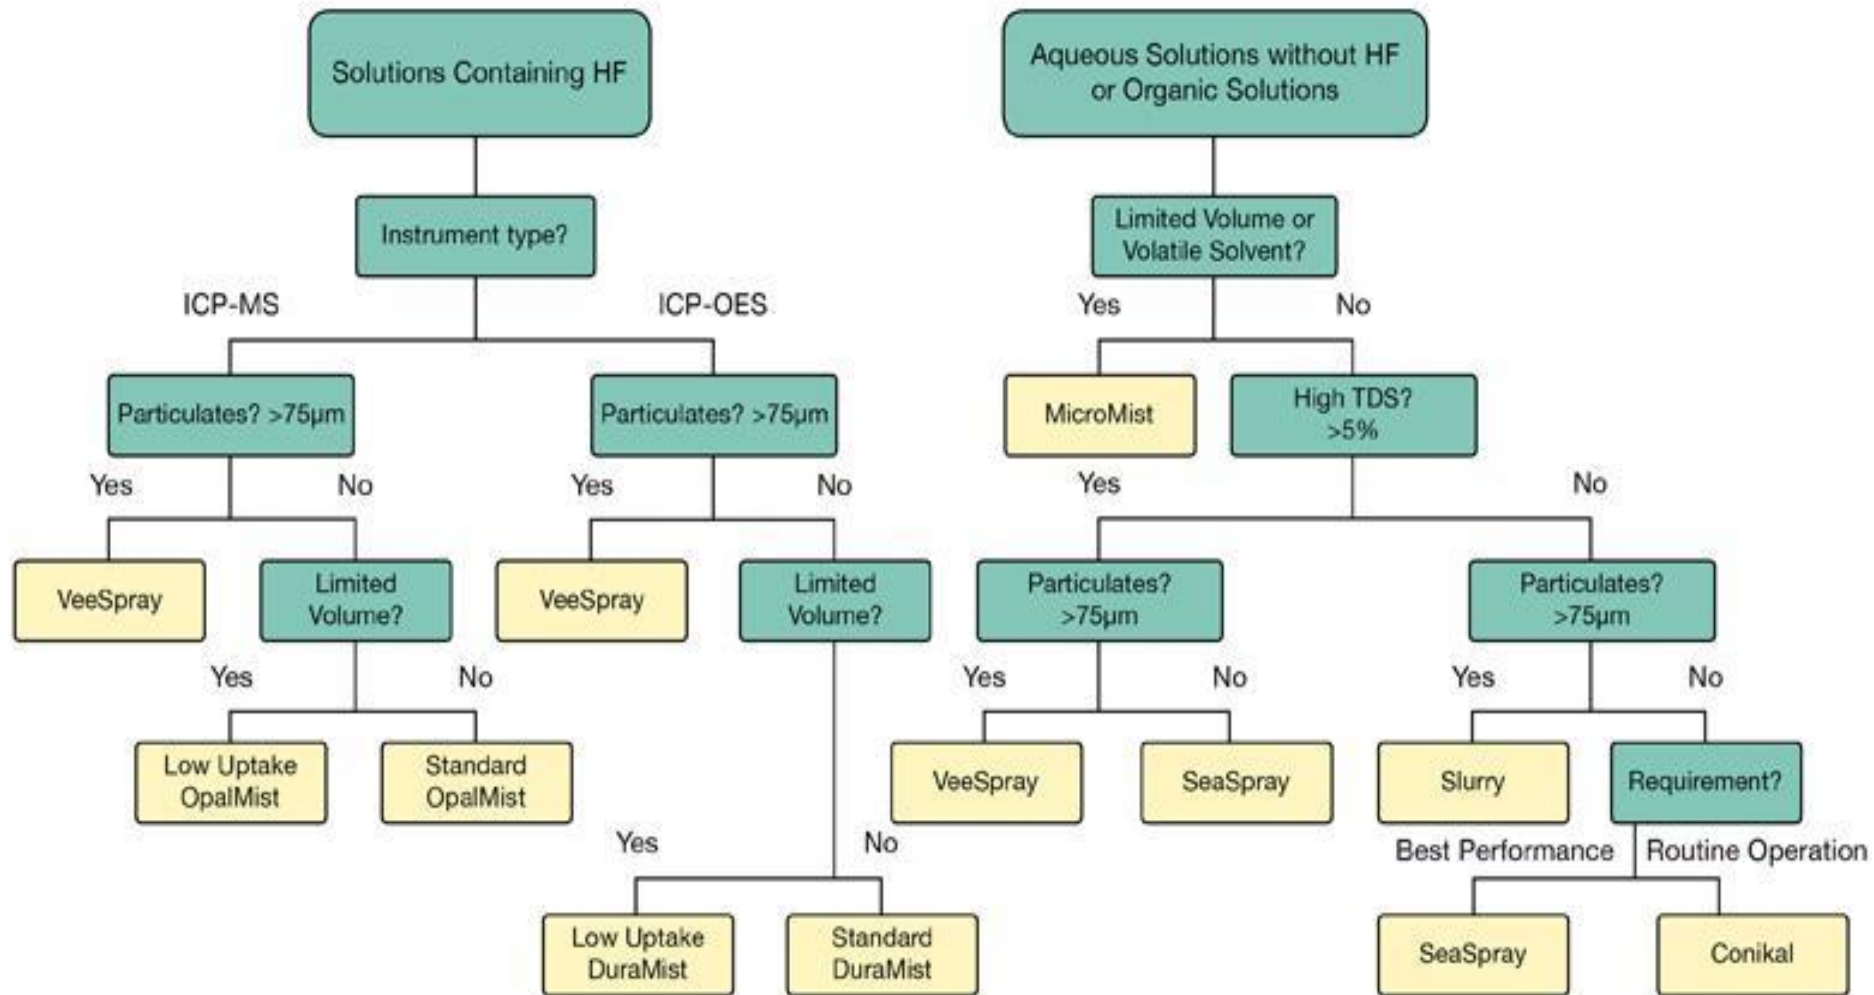 Solutions Containing HF
Aqueous Solutions without HF
or Organic Solutions
Instrument type?
Limited Volume or
Volatile Solvent?
ICP-MS
ICP-OES
Yes
No
Particulates? >75µm
Particulates? >75µm
MicroMist
High TDS?
>5%
Yes
No
Yes
No
Yes
No
VeeSpray
Limited
Volume?
VeeSpray
Limited
Volume?
Particulates?
>75µm
Particulates?
>75µm
Yes
No
Yes
No
Yes
No
Low Uptake
OpalMist
Standard
OpalMist
VeeSpray
SeaSpray
Slurry
Requirement?
Yes
No
Best Performance
Routine Operation
Low Uptake
DuraMist
Standard
DuraMist
SeaSpray
Conikal